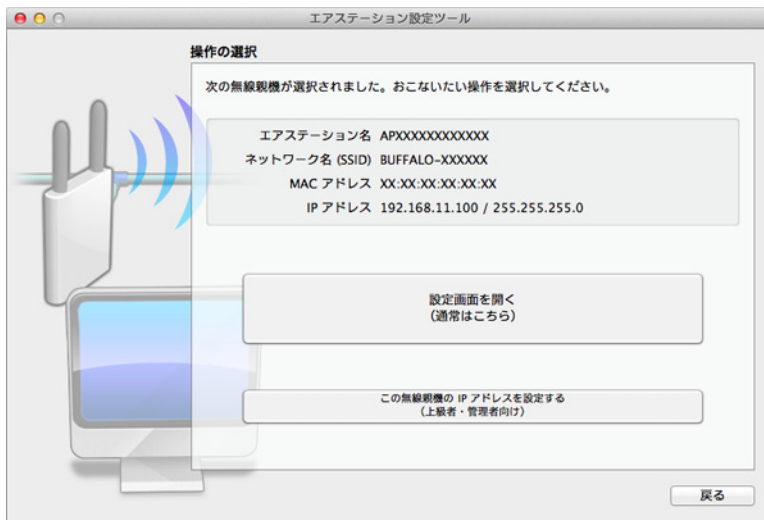 エアステーション設定ツール
操作の選択
次の無線親機が選択されました。おこないたい操作を選択してください。
エアステーション名 APXXXXXXXXXXXX
ネットワーク名 (SSID) BUFFALO-XXXXXX
MAC アドレス XX:XX:XX:XX:XX:XX
IP アドレス 192.168.11.100 / 255.255.255.0
設定画面を開く
(通常はこちら)
この無線親機の IP アドレスを設定する
(上級者・管理者向け)
戻る